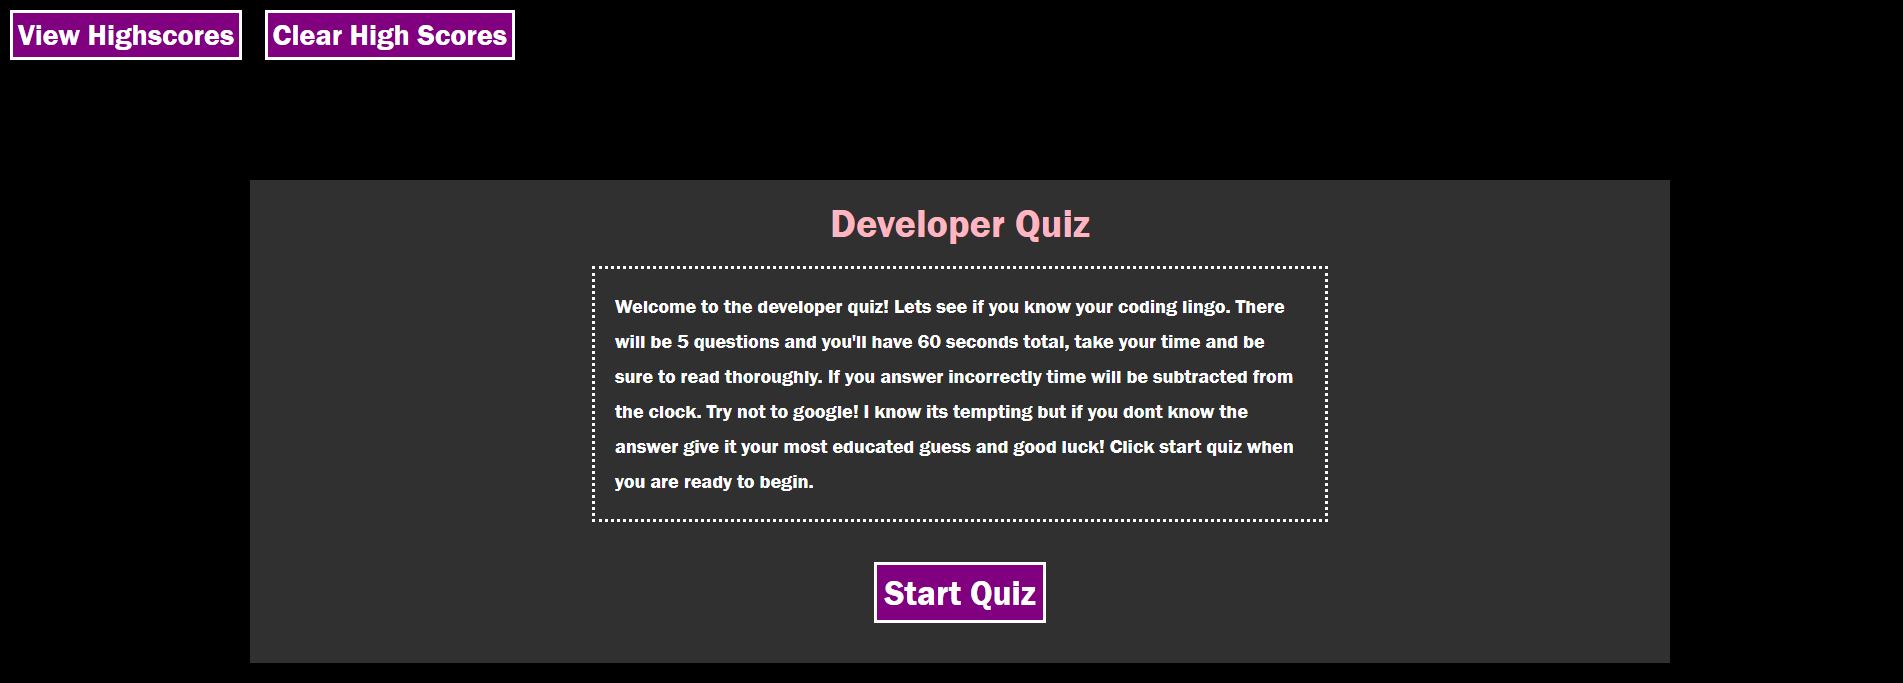 View Highscores
Clear High Scores
Developer Quiz
Welcome to the developer quiz! Lets see if you know your coding lingo. There
will be 5 questions and you'll have 60 seconds total, take your time and be
sure to read thoroughly. If you answer incorrectly time will be subtracted from
the clock. Try not to google! I know its tempting but if you dont know the
answer give it your most educated guess and good luck! Click start quiz when
you are ready to begin.
Start Quiz